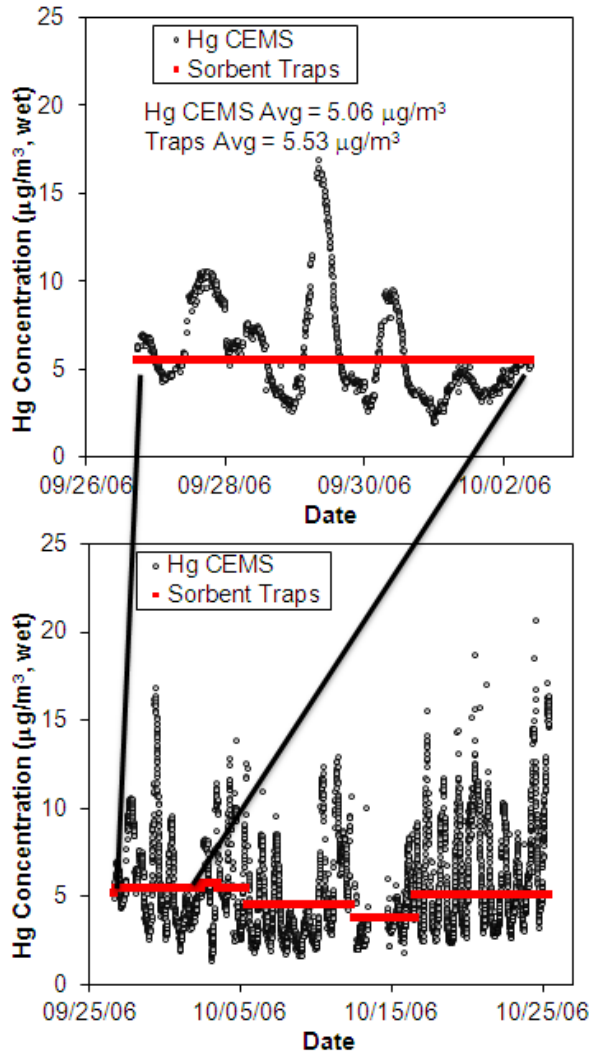 25
20
15
10
5
0
Hg Concentration (μg/m³, wet)
Hg CEMS
Sorbent Traps
Hg CEMS Avg = 5.06 μg/m³
Traps Avg = 5.53 μg/m³
09/26/06 09/28/06 09/30/06 10/02/06
Date
25
20
15
10
5
0
Hg Concentration (μg/m³, wet)
Hg CEMS
Sorbent Traps
09/25/06 10/05/06 10/15/06 10/25/06
Date